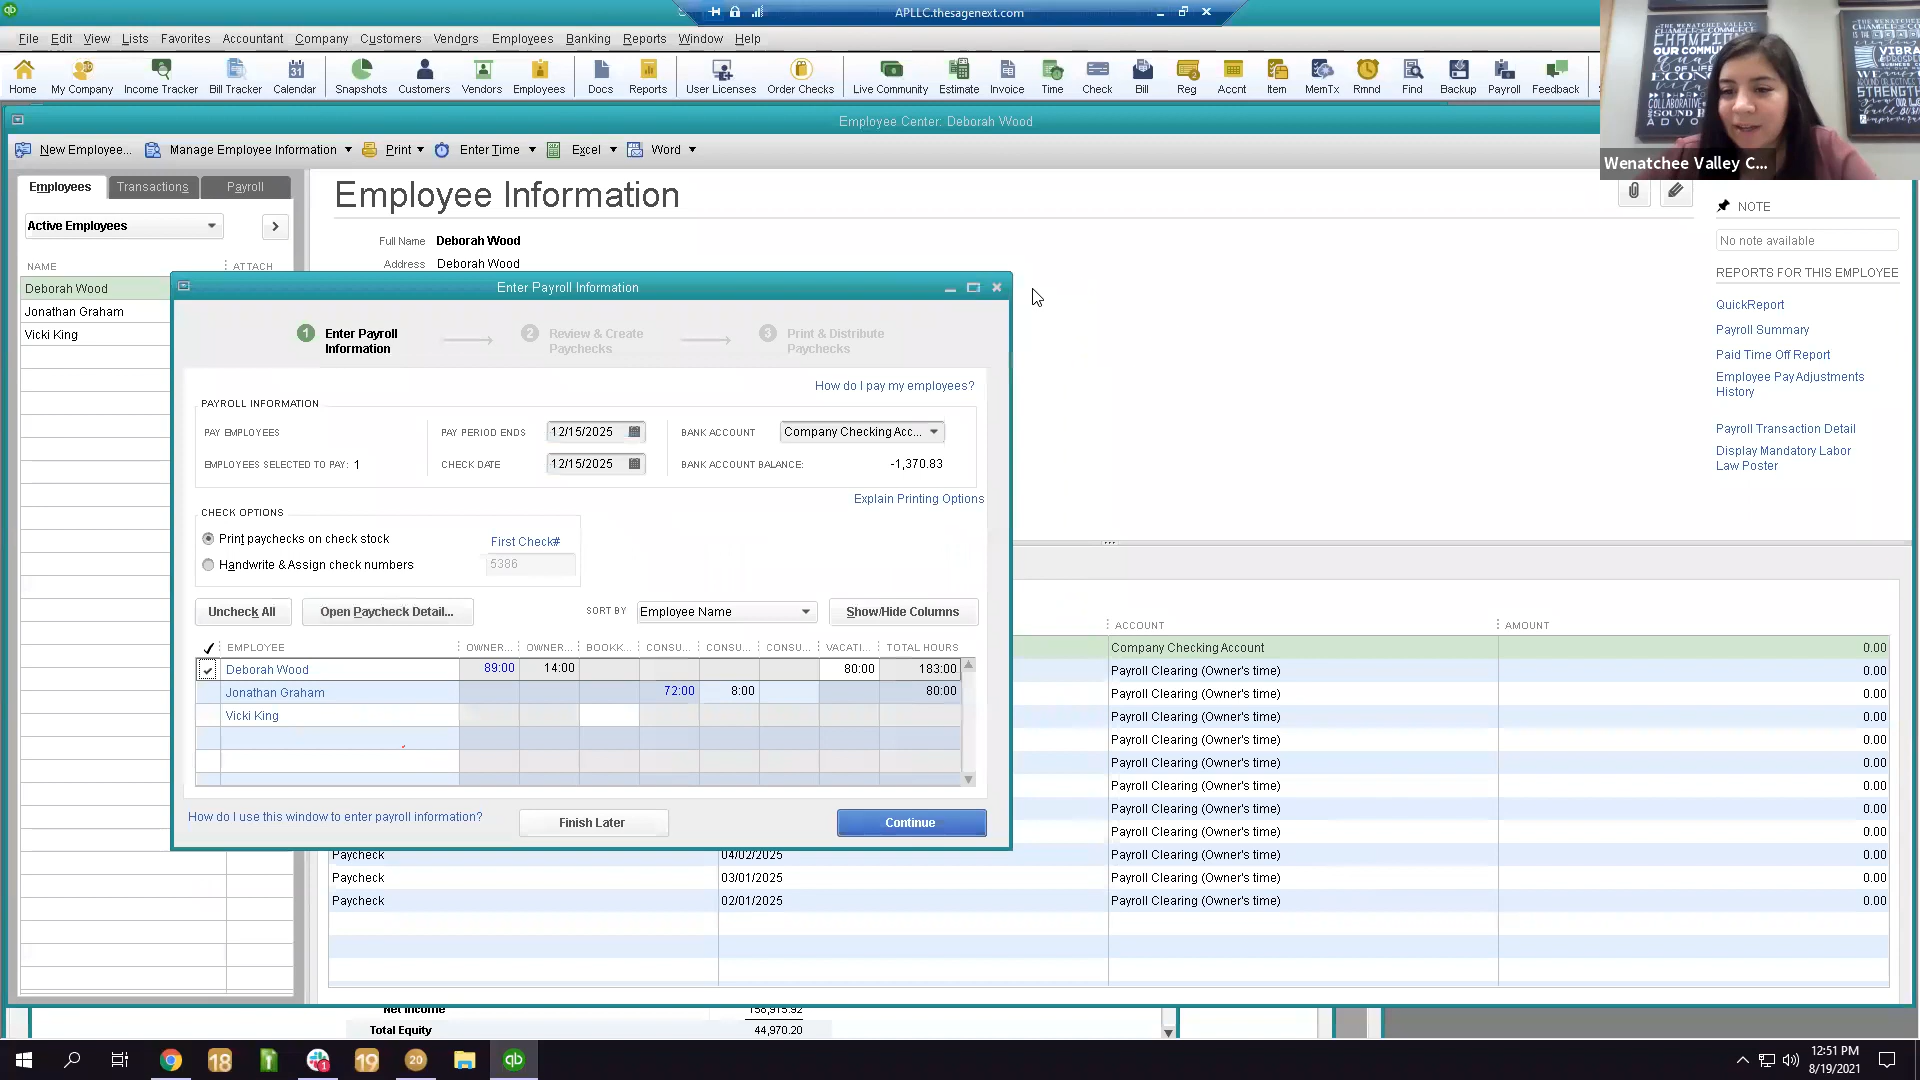 APLLC.thesagenext.com
File Edit View Lists Favorites Accountant Company Customers Vendors Employees Banking Reports Window Help
Home My Company Income Tracker Bill Tracker Calendar Snapshots Customers Vendors Employees Docs Reports User Licenses Order Checks Live Community Estimate Invoice Time Check Bill Reg Accnt Item MemTx Rmnd Find Backup Payroll Feedback
31
Employee Center: Deborah Wood
New Employee... Manage Employee Information Print Enter Time Excel Word
Wenatchee Valley C...
Employees Transactions Payroll
Active Employees
NAME ATTACH
Deborah Wood
Jonathan Graham
Vicki King
Employee Information
Full Name Deborah Wood
Address Deborah Wood
NOTE
No note available
REPORTS FOR THIS EMPLOYEE
QuickReport
Payroll Summary
Paid Time Off Report
Employee Pay Adjustments
History
Payroll Transaction Detail
Display Mandatory Labor
Law Poster
Enter Payroll Information
1 Enter Payroll
Information
2 Review & Create
Paychecks
3 Print & Distribute
Paychecks
How do I pay my employees?
PAYROLL INFORMATION
PAY EMPLOYEES PAY PERIOD ENDS 12/15/2025 BANK ACCOUNT Company Checking Acc...
EMPLOYEES SELECTED TO PAY: 1 CHECK DATE 12/15/2025 BANK ACCOUNT BALANCE: -1,370.83
Explain Printing Options
CHECK OPTIONS
Print paychecks on check stock First Check#
Handwrite & Assign check numbers 5386
Uncheck All Open Paycheck Detail... SORT BY Employee Name Show/Hide Columns
EMPLOYEE OWNER... OWNER... BOOKK... CONSU... CONSU... CONSU... VACATI... TOTAL HOURS
Deborah Wood 89:00 14:00 80:00 183:00
Jonathan Graham 72:00 8:00 80:00
Vicki King
How do I use this window to enter payroll information? Finish Later Continue
ACCOUNT AMOUNT
Company Checking Account 0.00
Payroll Clearing (Owner's time) 0.00
Payroll Clearing (Owner's time) 0.00
Payroll Clearing (Owner's time) 0.00
Payroll Clearing (Owner's time) 0.00
Payroll Clearing (Owner's time) 0.00
Payroll Clearing (Owner's time) 0.00
Payroll Clearing (Owner's time) 0.00
Payroll Clearing (Owner's time) 0.00
Paycheck 04/02/2025 Payroll Clearing (Owner's time) 0.00
Paycheck 03/01/2025 Payroll Clearing (Owner's time) 0.00
Paycheck 02/01/2025 Payroll Clearing (Owner's time) 0.00
Net Income 158,915.92
Total Equity 44,970.20
18 19 20 qb
12:51 PM
8/19/2021